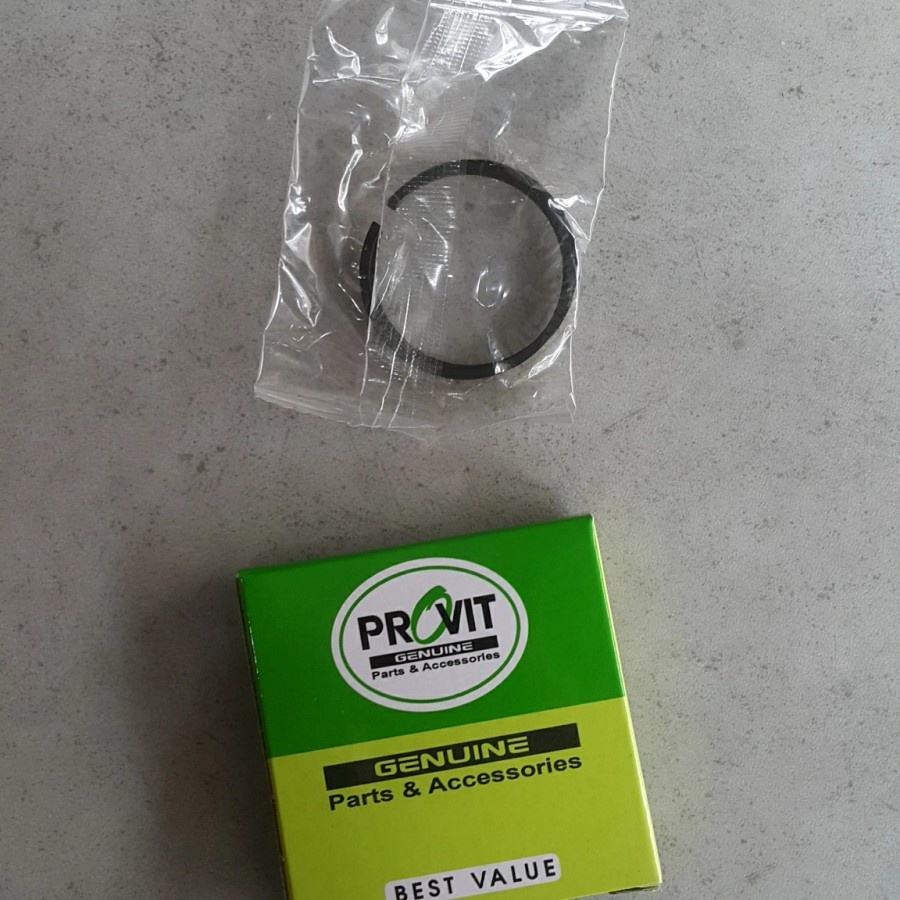 PROVIT
GENUINE
Parts & Accessories
GENUINE
Parts & Accessories
BEST VALUE